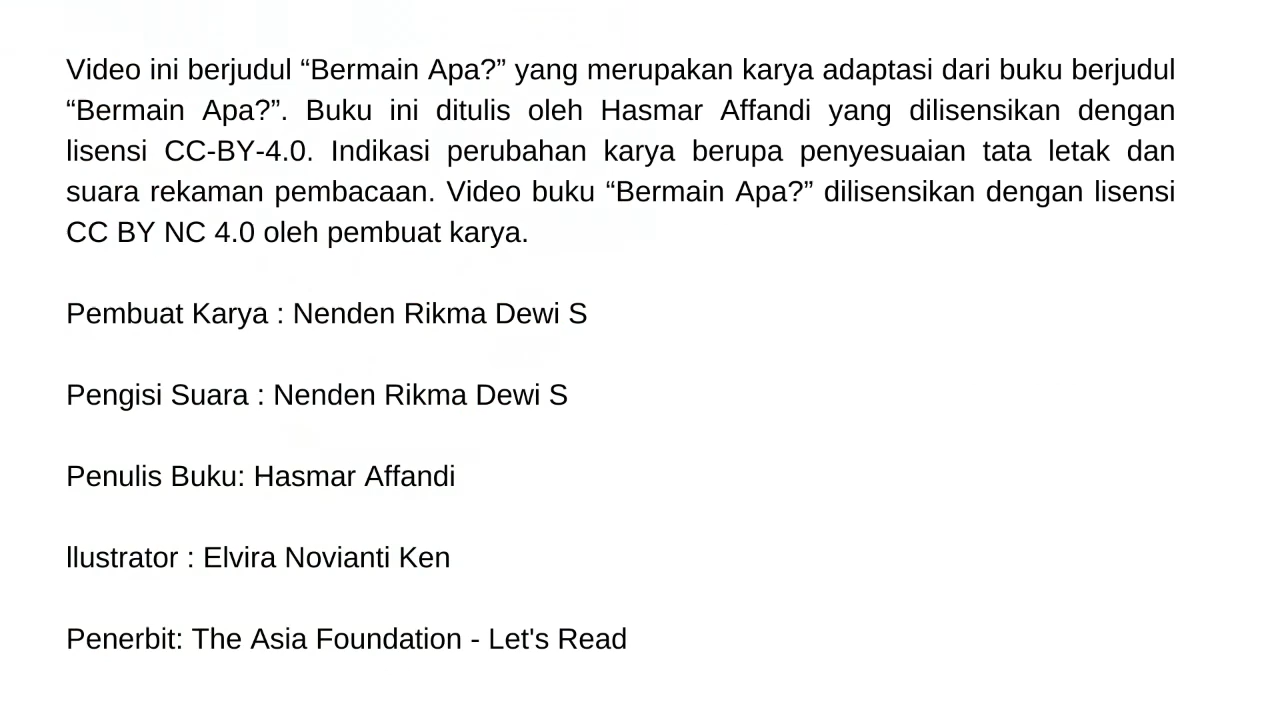 Video ini berjudul “Bermain Apa?” yang merupakan karya adaptasi dari buku berjudul
“Bermain Apa?”. Buku ini ditulis oleh Hasmar Affandi yang dilisensikan dengan
lisensi CC-BY-4.0. Indikasi perubahan karya berupa penyesuaian tata letak dan
suara rekaman pembacaan. Video buku “Bermain Apa?” dilisensikan dengan lisensi
CC BY NC 4.0 oleh pembuat karya.
Pembuat Karya : Nenden Rikma Dewi S
Pengisi Suara : Nenden Rikma Dewi S
Penulis Buku: Hasmar Affandi
llustrator : Elvira Novianti Ken
Penerbit: The Asia Foundation - Let's Read